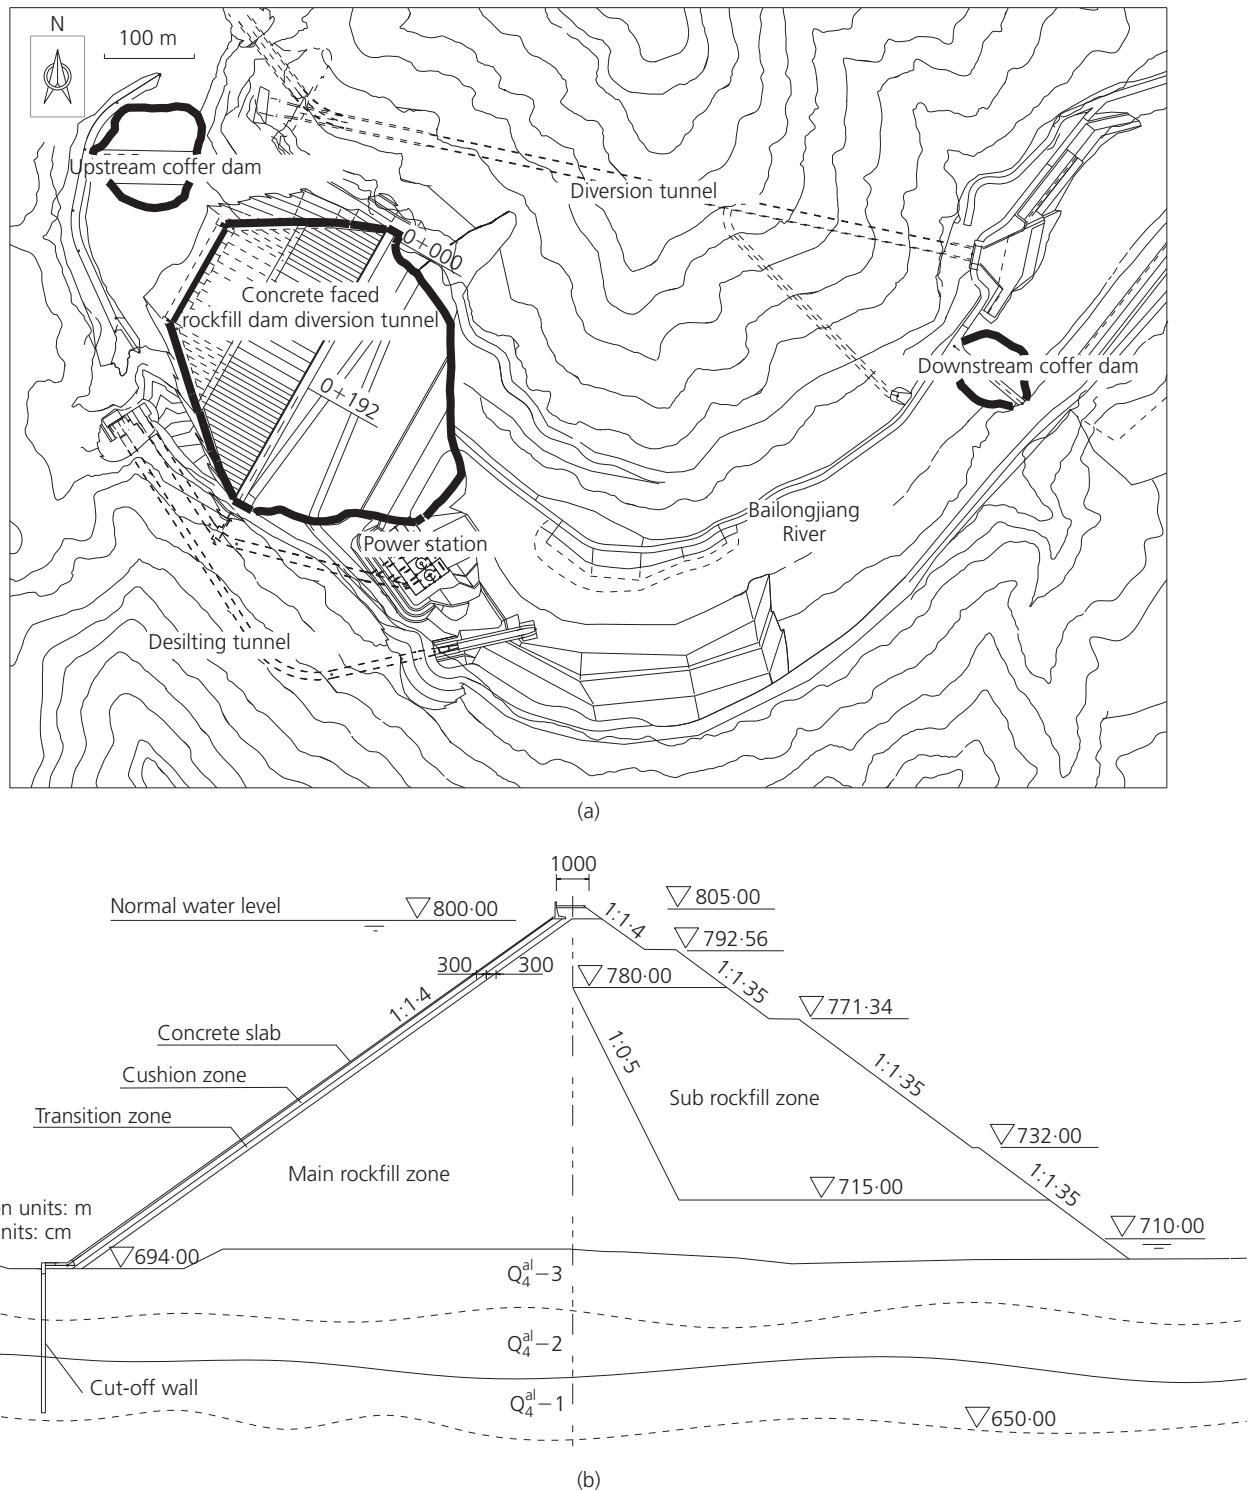 N
100 m
Upstream coffer dam
Diversion tunnel
0+000
Concrete faced
rockfill dam diversion tunnel
0+192
Downstream coffer dam
Bailongjiang
River
Power station
Desilting tunnel
(a)
1000
Normal water level
800·00
805·00
1:1·4
792·56
300
300
780·00
1:1·35
771·34
1:1·4
Concrete slab
1:0·5
1:1·35
Cushion zone
Sub rockfill zone
Transition zone
732·00
Main rockfill zone
715·00
1:1·35
n units: m
nits: cm
710·00
694·00
Q₄ᵃˡ−3
Q₄ᵃˡ−2
Cut-off wall
Q₄ᵃˡ−1
650·00
(b)